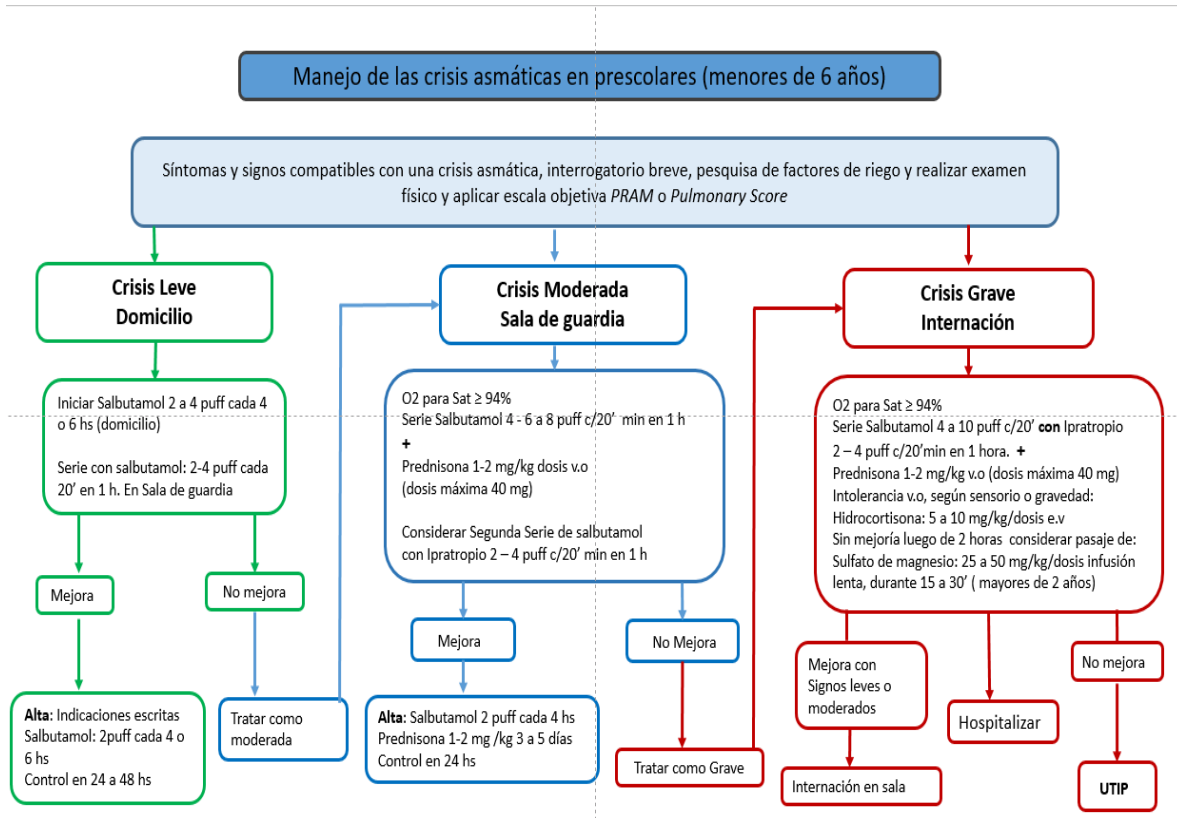 Manejo de las crisis asmáticas en prescolares (menores de 6 años)
Síntomas y signos compatibles con una crisis asmática, interrogatorio breve, pesquisa de factores de riego y realizar examen
físico y aplicar escala objetiva PRAM o Pulmonary Score
Crisis Leve
Domicilio
Iniciar Salbutamol 2 a 4 puff cada 4
o 6 hs (domicilio)
Serie con salbutamol: 2-4 puff cada
20’ en 1 h. En Sala de guardia
Mejora
No mejora
Alta: Indicaciones escritas
Salbutamol: 2puff cada 4 o
6 hs
Control en 24 a 48 hs
Tratar como
moderada
Crisis Moderada
Sala de guardia
O2 para Sat ≥ 94%
Serie Salbutamol 4 - 6 a 8 puff c/20’ min en 1 h
+
Prednisona 1-2 mg/kg dosis v.o
(dosis máxima 40 mg)
Considerar Segunda Serie de salbutamol
con Ipratropio 2 – 4 puff c/20’ min en 1 h
Mejora
No Mejora
Alta: Salbutamol 2 puff cada 4 hs
Prednisona 1-2 mg /kg 3 a 5 días
Control en 24 hs
Tratar como Grave
Crisis Grave
Internación
O2 para Sat ≥ 94%
Serie Salbutamol 4 a 10 puff c/20’ con Ipratropio
2 – 4 puff c/20’min en 1 hora. +
Prednisona 1-2 mg/kg v.o (dosis máxima 40 mg)
Intolerancia v.o, según sensorio o gravedad:
Hidrocortisona: 5 a 10 mg/kg/dosis e.v
Sin mejoría luego de 2 horas considerar pasaje de:
Sulfato de magnesio: 25 a 50 mg/kg/dosis infusión
lenta, durante 15 a 30’ ( mayores de 2 años)
Mejora con
Signos leves o
moderados
Hospitalizar
No mejora
Internación en sala
UTIP